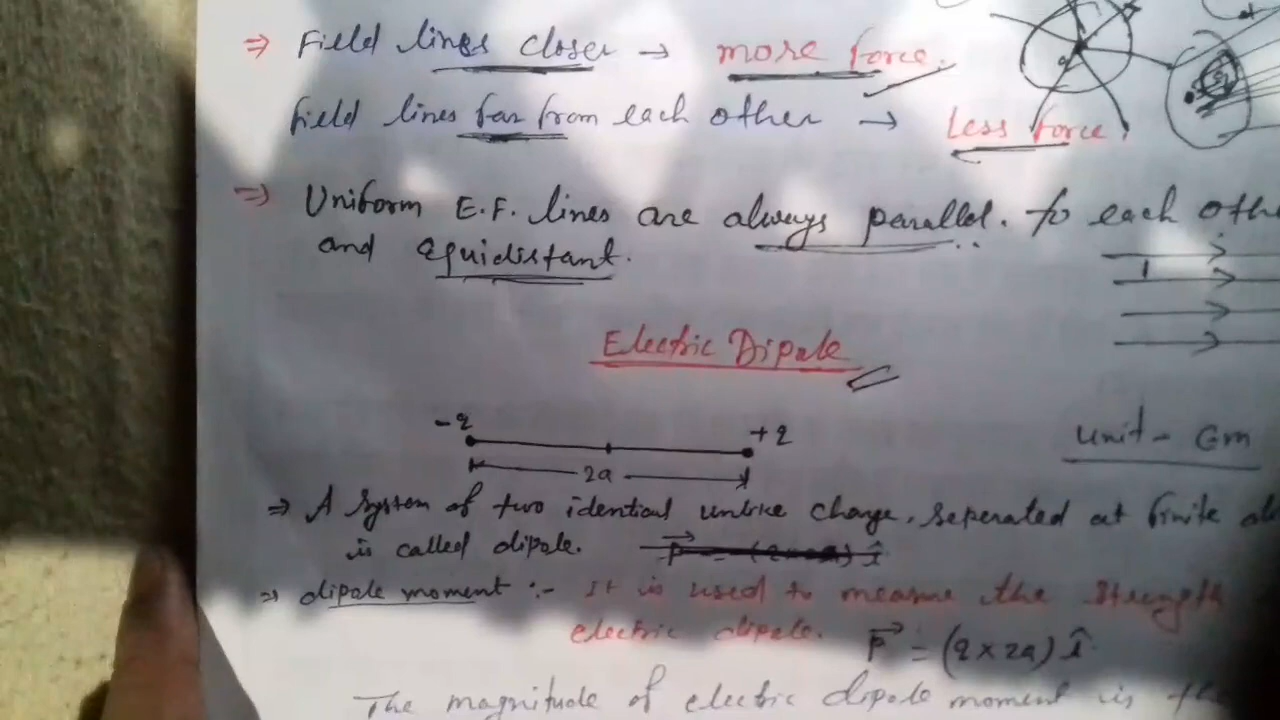 ⇒ Field lines closer → more force.
field lines far from each other → Less force
⇒ Uniform E.F. lines are always parallel. to each othe
and equidistant.
Electric Dipole
-q
+q
2a
unit - Cm
⇒ A system of two identical unlike charge, seperated at finite
is called dipole.
⇒ dipole moment :- It is used to measure the strength
electric dipole. P⃗ = (q × 2a) î
The magnitude of electric dipole moment is